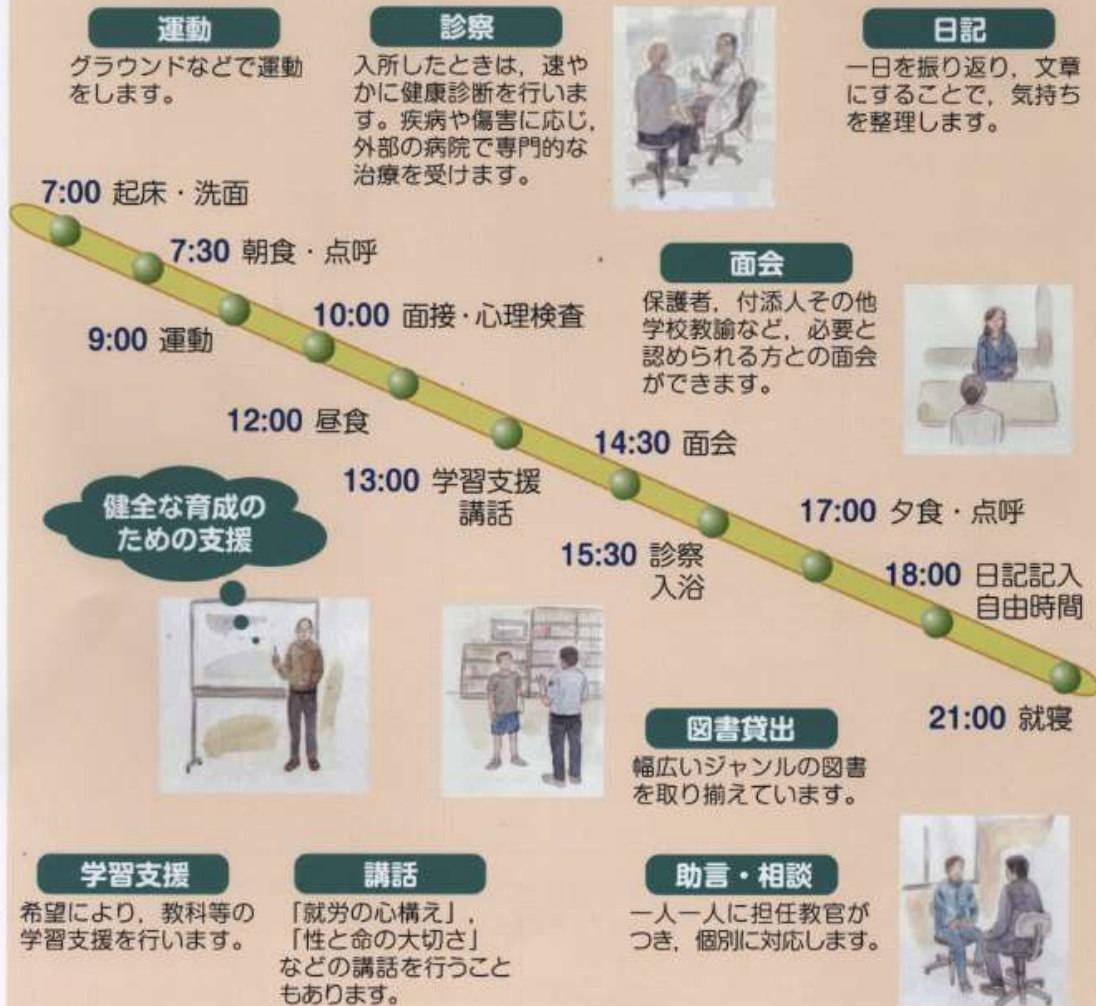 運動
グラウンドなどで運動
をします。
診察
入所したときは，速や
かに健康診断を行いま
す。疾病や傷害に応じ，
外部の病院で専門的な
治療を受けます。
日記
一日を振り返り，文章
にすることで，気持ち
を整理します。
7:00 起床・洗面
7:30 朝食・点呼
9:00 運動
10:00 面接・心理検査
面会
保護者，付添人その他
学校教諭など，必要と
認められる方との面会
ができます。
12:00 昼食
13:00 学習支援
講話
14:30 面会
15:30 診察
入浴
17:00 夕食・点呼
18:00 日記記入
自由時間
21:00 就寝
健全な育成の
ための支援
図書貸出
幅広いジャンルの図書
を取り揃えています。
学習支援
希望により，教科等の
学習支援を行います。
講話
「就労の心構え」，
「性と命の大切さ」
などの講話を行うこと
もあります。
助言・相談
一人一人に担任教官が
つき，個別に対応します。